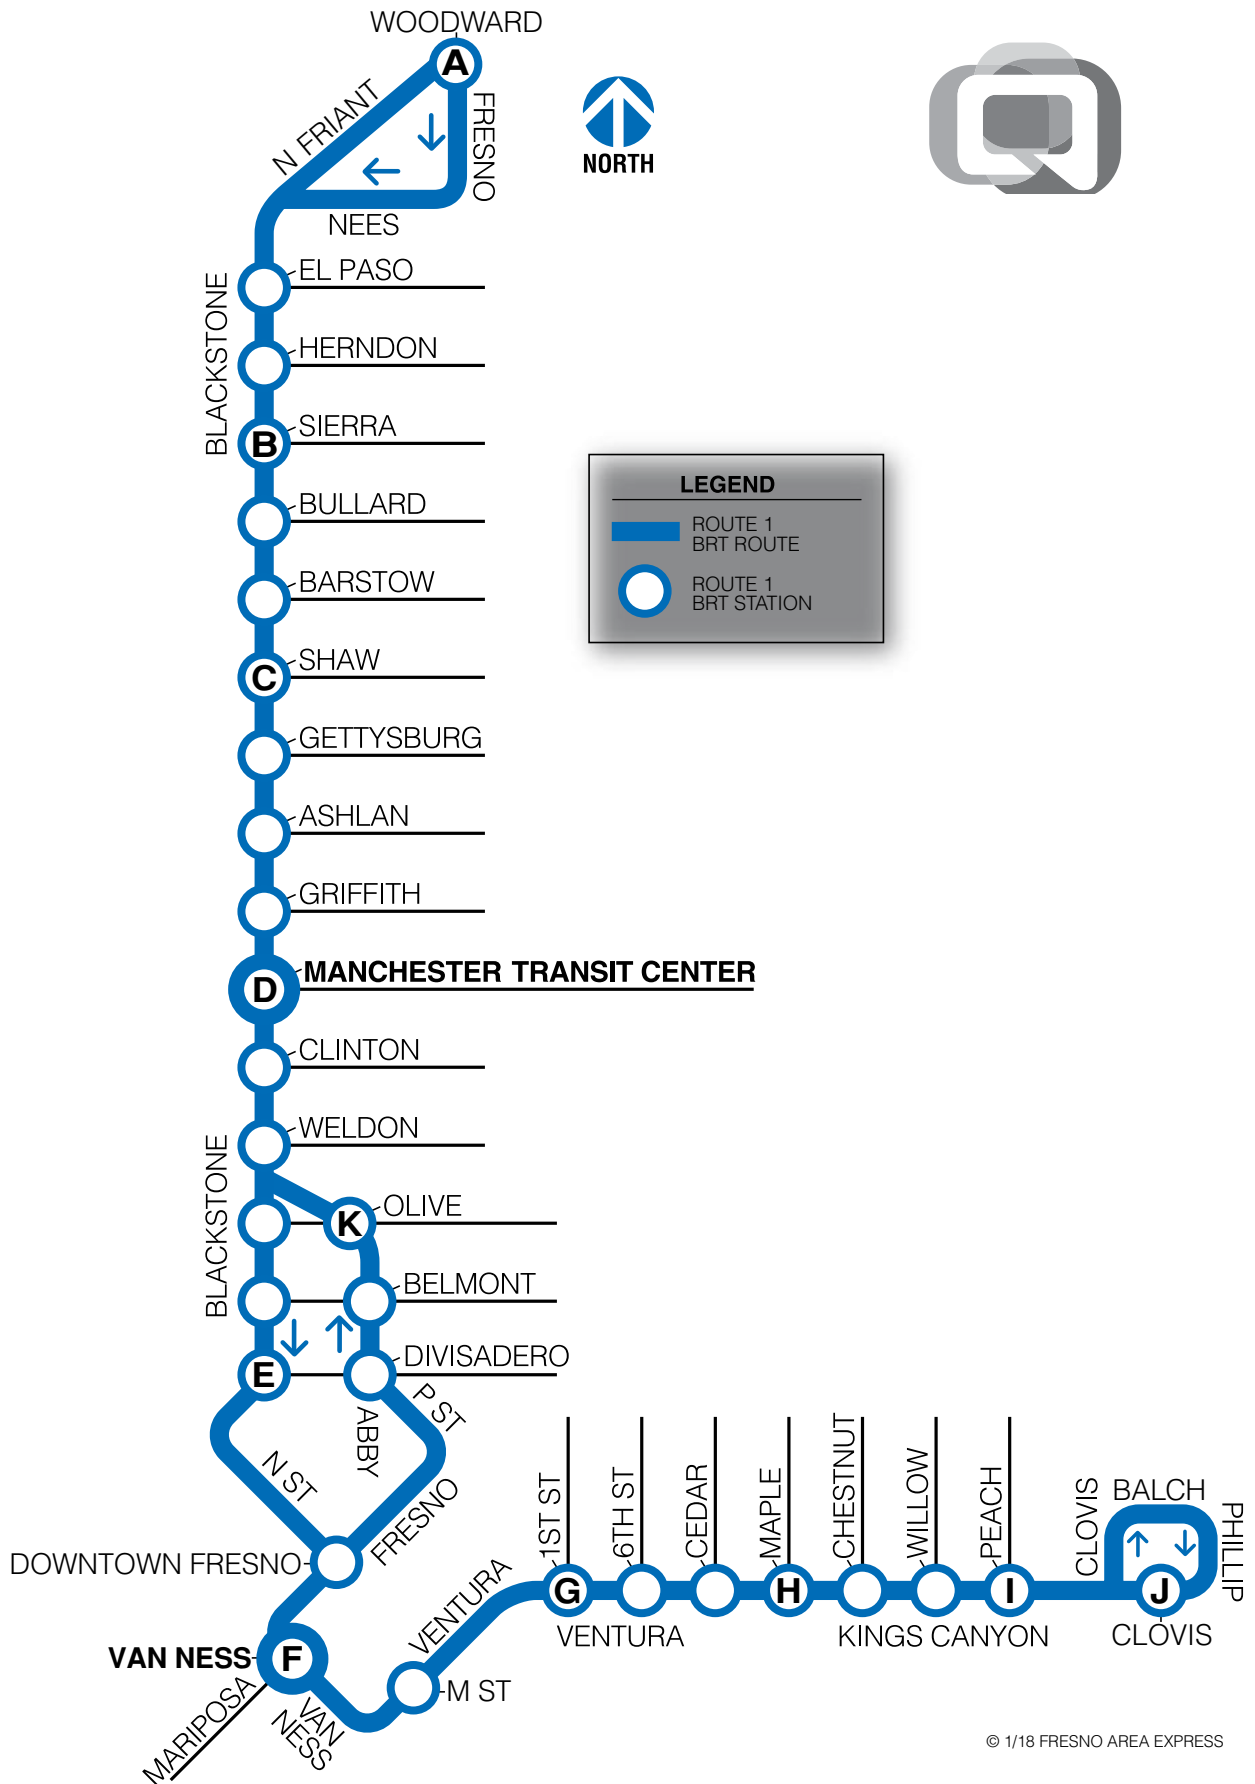 WOODWARD
A
N FRIANT
FRESNO
NEES
NORTH
BLACKSTONE
EL PASO
HERNDON
B
SIERRA
BULLARD
BARSTOW
C
SHAW
GETTYSBURG
ASHLAN
GRIFFITH
D
MANCHESTER TRANSIT CENTER
CLINTON
WELDON
LEGEND
ROUTE 1
BRT ROUTE
ROUTE 1
BRT STATION
BLACKSTONE
K
OLIVE
BELMONT
E
DIVISADERO
ABBY
P ST
N ST
FRESNO
DOWNTOWN FRESNO
VAN NESS
F
MARIPOSA
VAN
NESS
M ST
VENTURA
1ST ST
6TH ST
CEDAR
MAPLE
CHESTNUT
WILLOW
PEACH
G
H
I
J
VENTURA
KINGS CANYON
CLOVIS
BALCH
PHILLIP
CLOVIS
© 1/18 FRESNO AREA EXPRESS